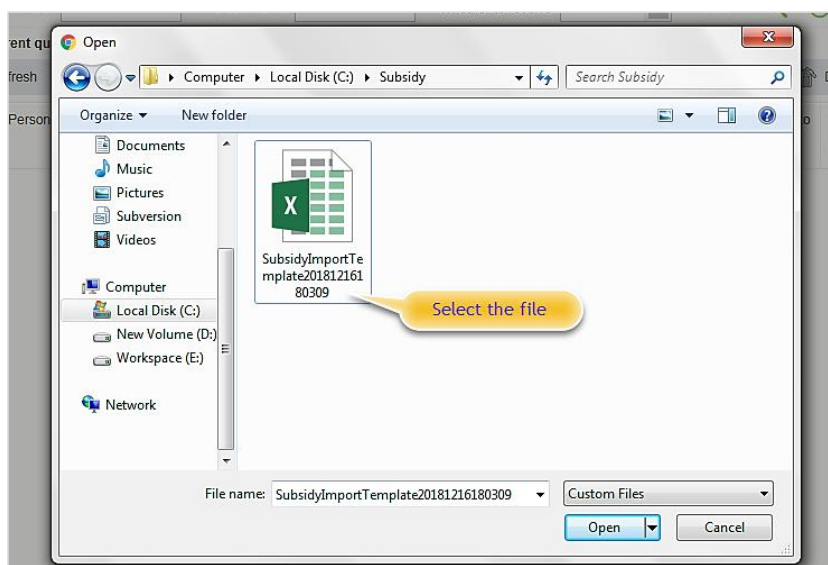 ent qu
Open
fresh
Computer ▸ Local Disk (C:) ▸ Subsidy
Search Subsidy
Person
Organize
New folder
Documents
Music
Pictures
Subversion
Videos
Computer
Local Disk (C:)
New Volume (D:)
Workspace (E:)
Network
SubsidyImportTe
mplate201812161
80309
Select the file
File name:
SubsidyImportTemplate20181216180309
Custom Files
Open
Cancel